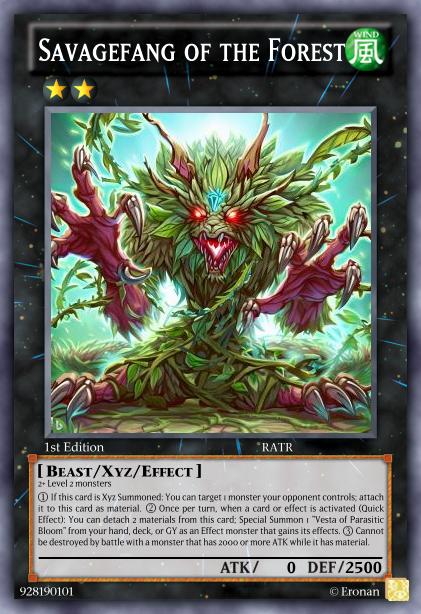 SAVAGEFANG OF THE FOREST
WIND
風
1st Edition RATR
[ BEAST/XYZ/EFFECT ]
2+ Level 2 monsters
① If this card is Xyz Summoned: You can target 1 monster your opponent controls; attach
it to this card as material. ② Once per turn, when a card or effect is activated (Quick
Effect): You can detach 2 materials from this card; Special Summon 1 "Vesta of Parasitic
Bloom" from your hand, deck, or GY as an Effect monster that gains its effects. ③ Cannot
be destroyed by battle with a monster that has 2000 or more ATK while it has material.
ATK/ 0 DEF/2500
928190101 © Eronan